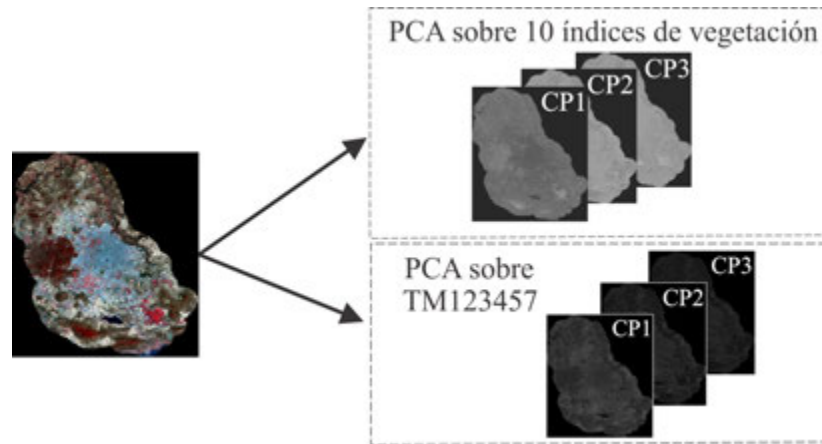 PCA sobre 10 índices de vegetación
CP1
CP2
CP3
PCA sobre
TM123457
CP1
CP2
CP3